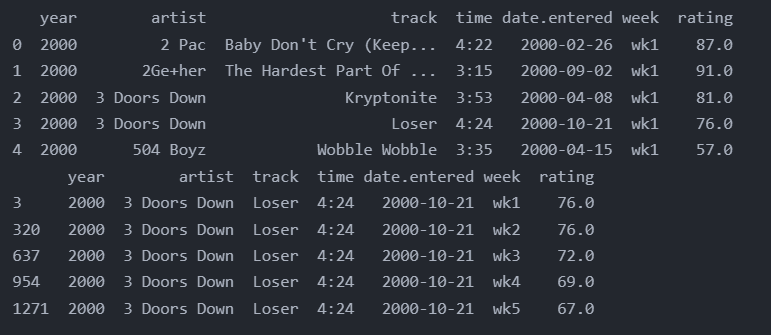 year artist track time date.entered week rating
0 2000 2 Pac Baby Don't Cry (Keep... 4:22 2000-02-26 wk1 87.0
1 2000 2Ge+her The Hardest Part Of ... 3:15 2000-09-02 wk1 91.0
2 2000 3 Doors Down Kryptonite 3:53 2000-04-08 wk1 81.0
3 2000 3 Doors Down Loser 4:24 2000-10-21 wk1 76.0
4 2000 504 Boyz Wobble Wobble 3:35 2000-04-15 wk1 57.0
year artist track time date.entered week rating
3 2000 3 Doors Down Loser 4:24 2000-10-21 wk1 76.0
320 2000 3 Doors Down Loser 4:24 2000-10-21 wk2 76.0
637 2000 3 Doors Down Loser 4:24 2000-10-21 wk3 72.0
954 2000 3 Doors Down Loser 4:24 2000-10-21 wk4 69.0
1271 2000 3 Doors Down Loser 4:24 2000-10-21 wk5 67.0